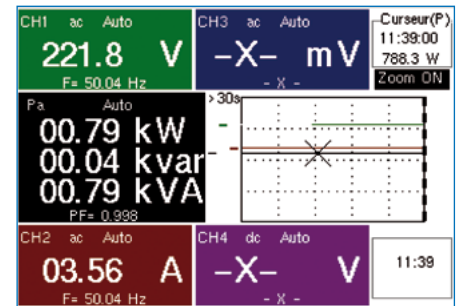 CH1 ac Auto
221.8 V
F= 50.04 Hz
CH3 ac Auto
-X- mV
- X -
Curseur(P)
11:39:00
788.3 W
Zoom ON
Pa Auto
00.79 kW
00.04 kvar
00.79 kVA
PF= 0.998
>30s
CH2 ac Auto
03.56 A
F= 50.04 Hz
CH4 dc Auto
-X- V
- X -
11:39